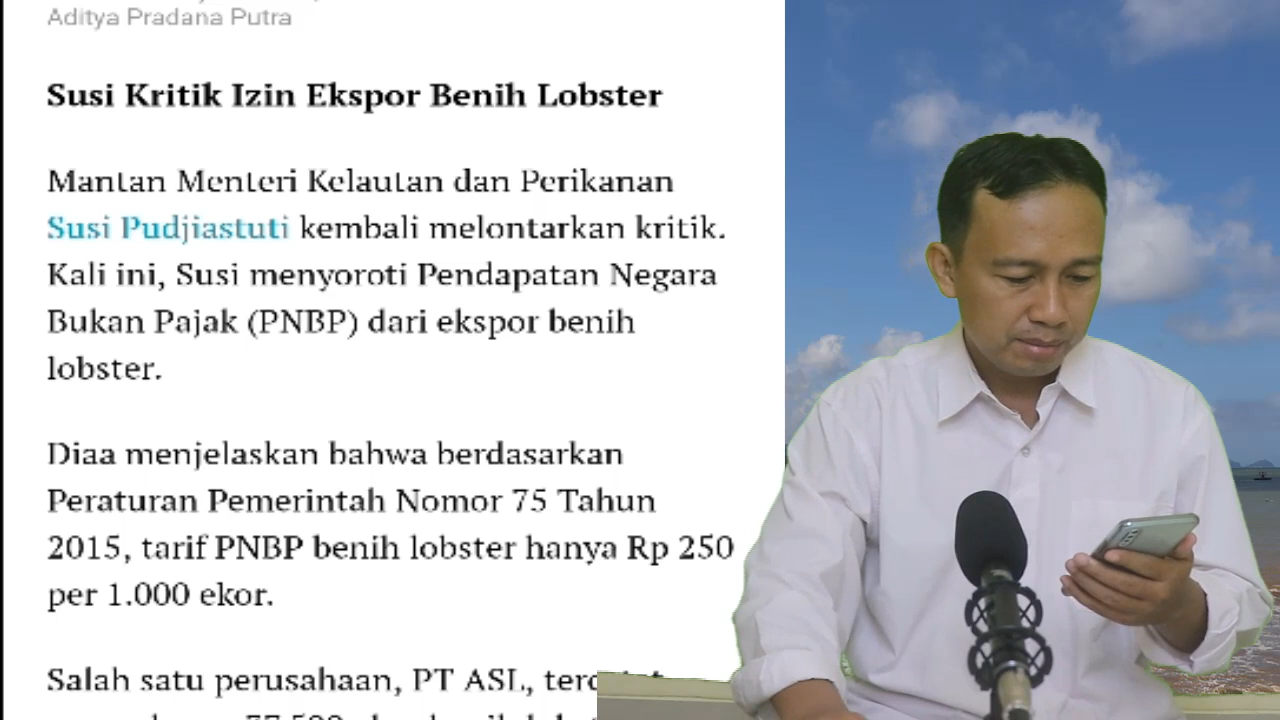 Aditya Pradana Putra
Susi Kritik Izin Ekspor Benih Lobster
Mantan Menteri Kelautan dan Perikanan
Susi Pudjiastuti kembali melontarkan kritik.
Kali ini, Susi menyoroti Pendapatan Negara
Bukan Pajak (PNBP) dari ekspor benih
lobster.
Diaa menjelaskan bahwa berdasarkan
Peraturan Pemerintah Nomor 75 Tahun
2015, tarif PNBP benih lobster hanya Rp 250
per 1.000 ekor.
Salah satu perusahaan, PT ASL,